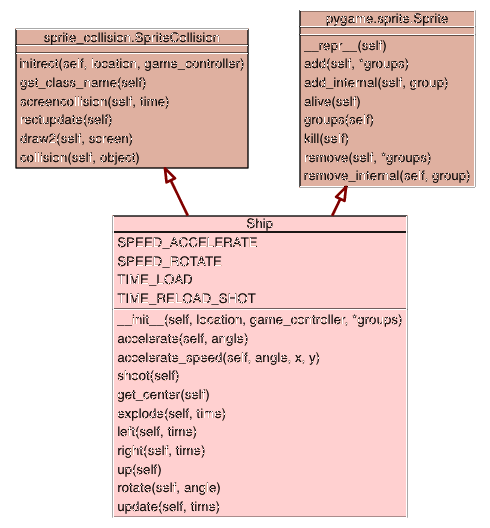 sprite_collision.SpriteCollision
initrect(self, location, game_controller)
get_class_name(self)
screencollsion(self, time)
rectupdate(self)
draw2(self, screen)
collsion(self, object)
pygame.sprite.Sprite
__repr__(self)
add(self, *groups)
add_internal(self, group)
alive(self)
groups(self)
kill(self)
remove(self, *groups)
remove_internal(self, group)
Ship
SPEED_ACCELERATE
SPEED_ROTATE
TIME_LOAD
TIME_RELOAD_SHOT
__init__(self, location, game_controller, *groups)
accelerate(self, angle)
accelerate_speed(self, angle, x, y)
shoot(self)
get_center(self)
explode(self, time)
left(self, time)
right(self, time)
up(self)
rotate(self, angle)
update(self, time)